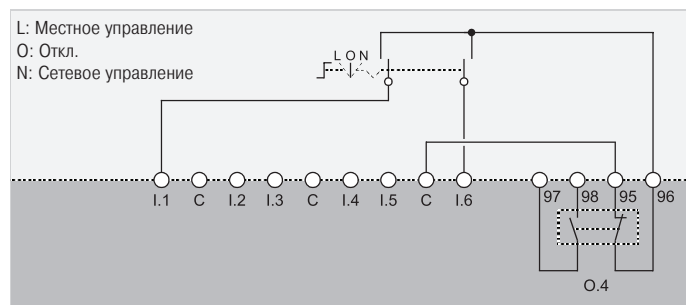 L: Местное управление
O: Откл.
N: Сетевое управление
L O N
I.1 C I.2 I.3 C I.4 I.5 C I.6 97 98 95 96
O.4